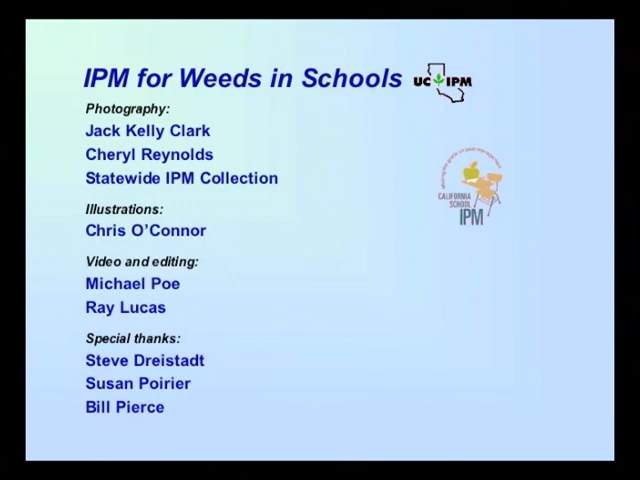 IPM for Weeds in Schools
UC IPM
Photography:
Jack Kelly Clark
Cheryl Reynolds
Statewide IPM Collection
Illustrations:
Chris O'Connor
Video and editing:
Michael Poe
Ray Lucas
Special thanks:
Steve Dreistadt
Susan Poirier
Bill Pierce
CALIFORNIA
SCHOOL
IPM